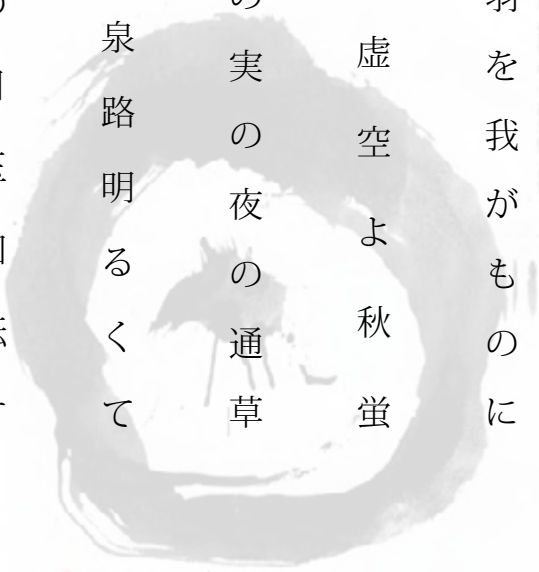 を我がものに
虚空よ秋蛍
実の夜の通草
泉路明るくて